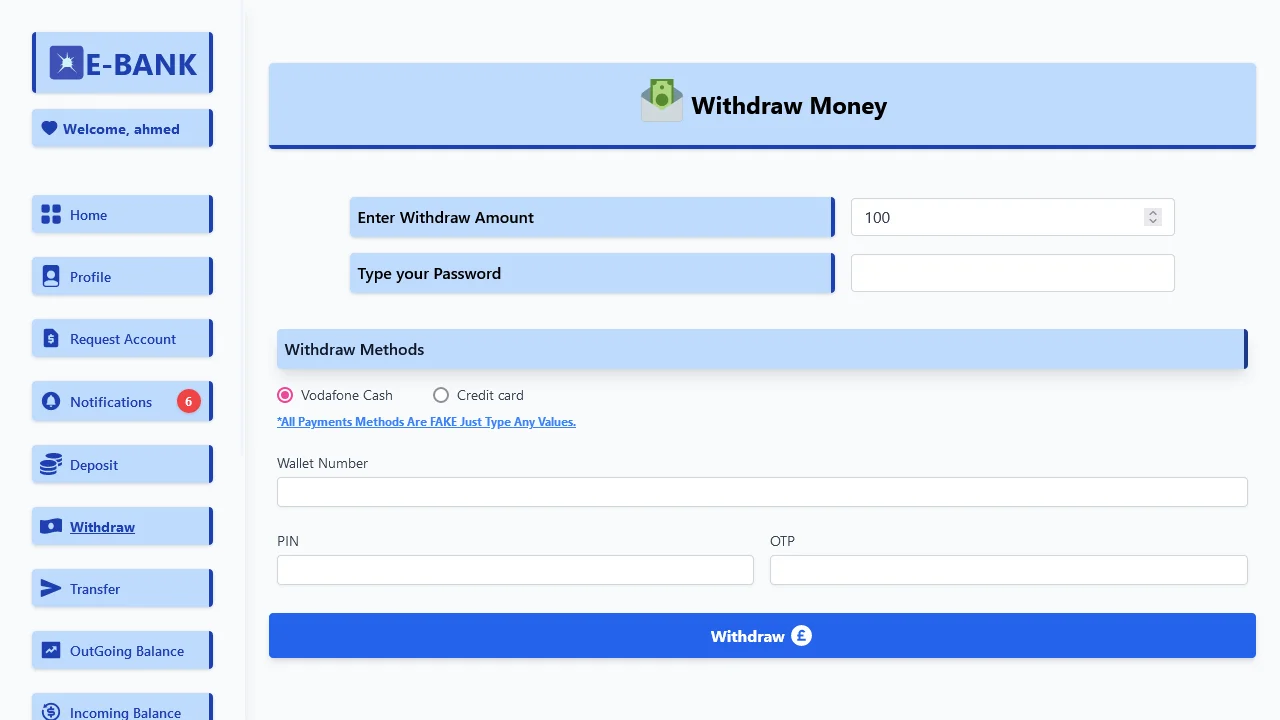 E-BANK
Welcome, ahmed
Home
Profile
Request Account
Notifications 6
Deposit
Withdraw
Transfer
OutGoing Balance
Incoming Balance
Withdraw Money
Enter Withdraw Amount 100
Type your Password
Withdraw Methods
Vodafone Cash Credit card
*All Payments Methods Are FAKE Just Type Any Values.
Wallet Number
PIN OTP
Withdraw £